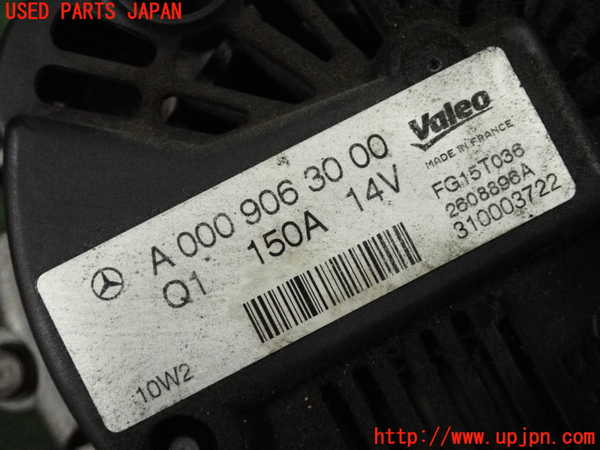 USED PARTS JAPAN
Valeo
MADE IN FRANCE
A 000 906 30 00
Q1 150A 14V
FG15T036
2608896A
310003722
10W2
http://www.upjpn.com/